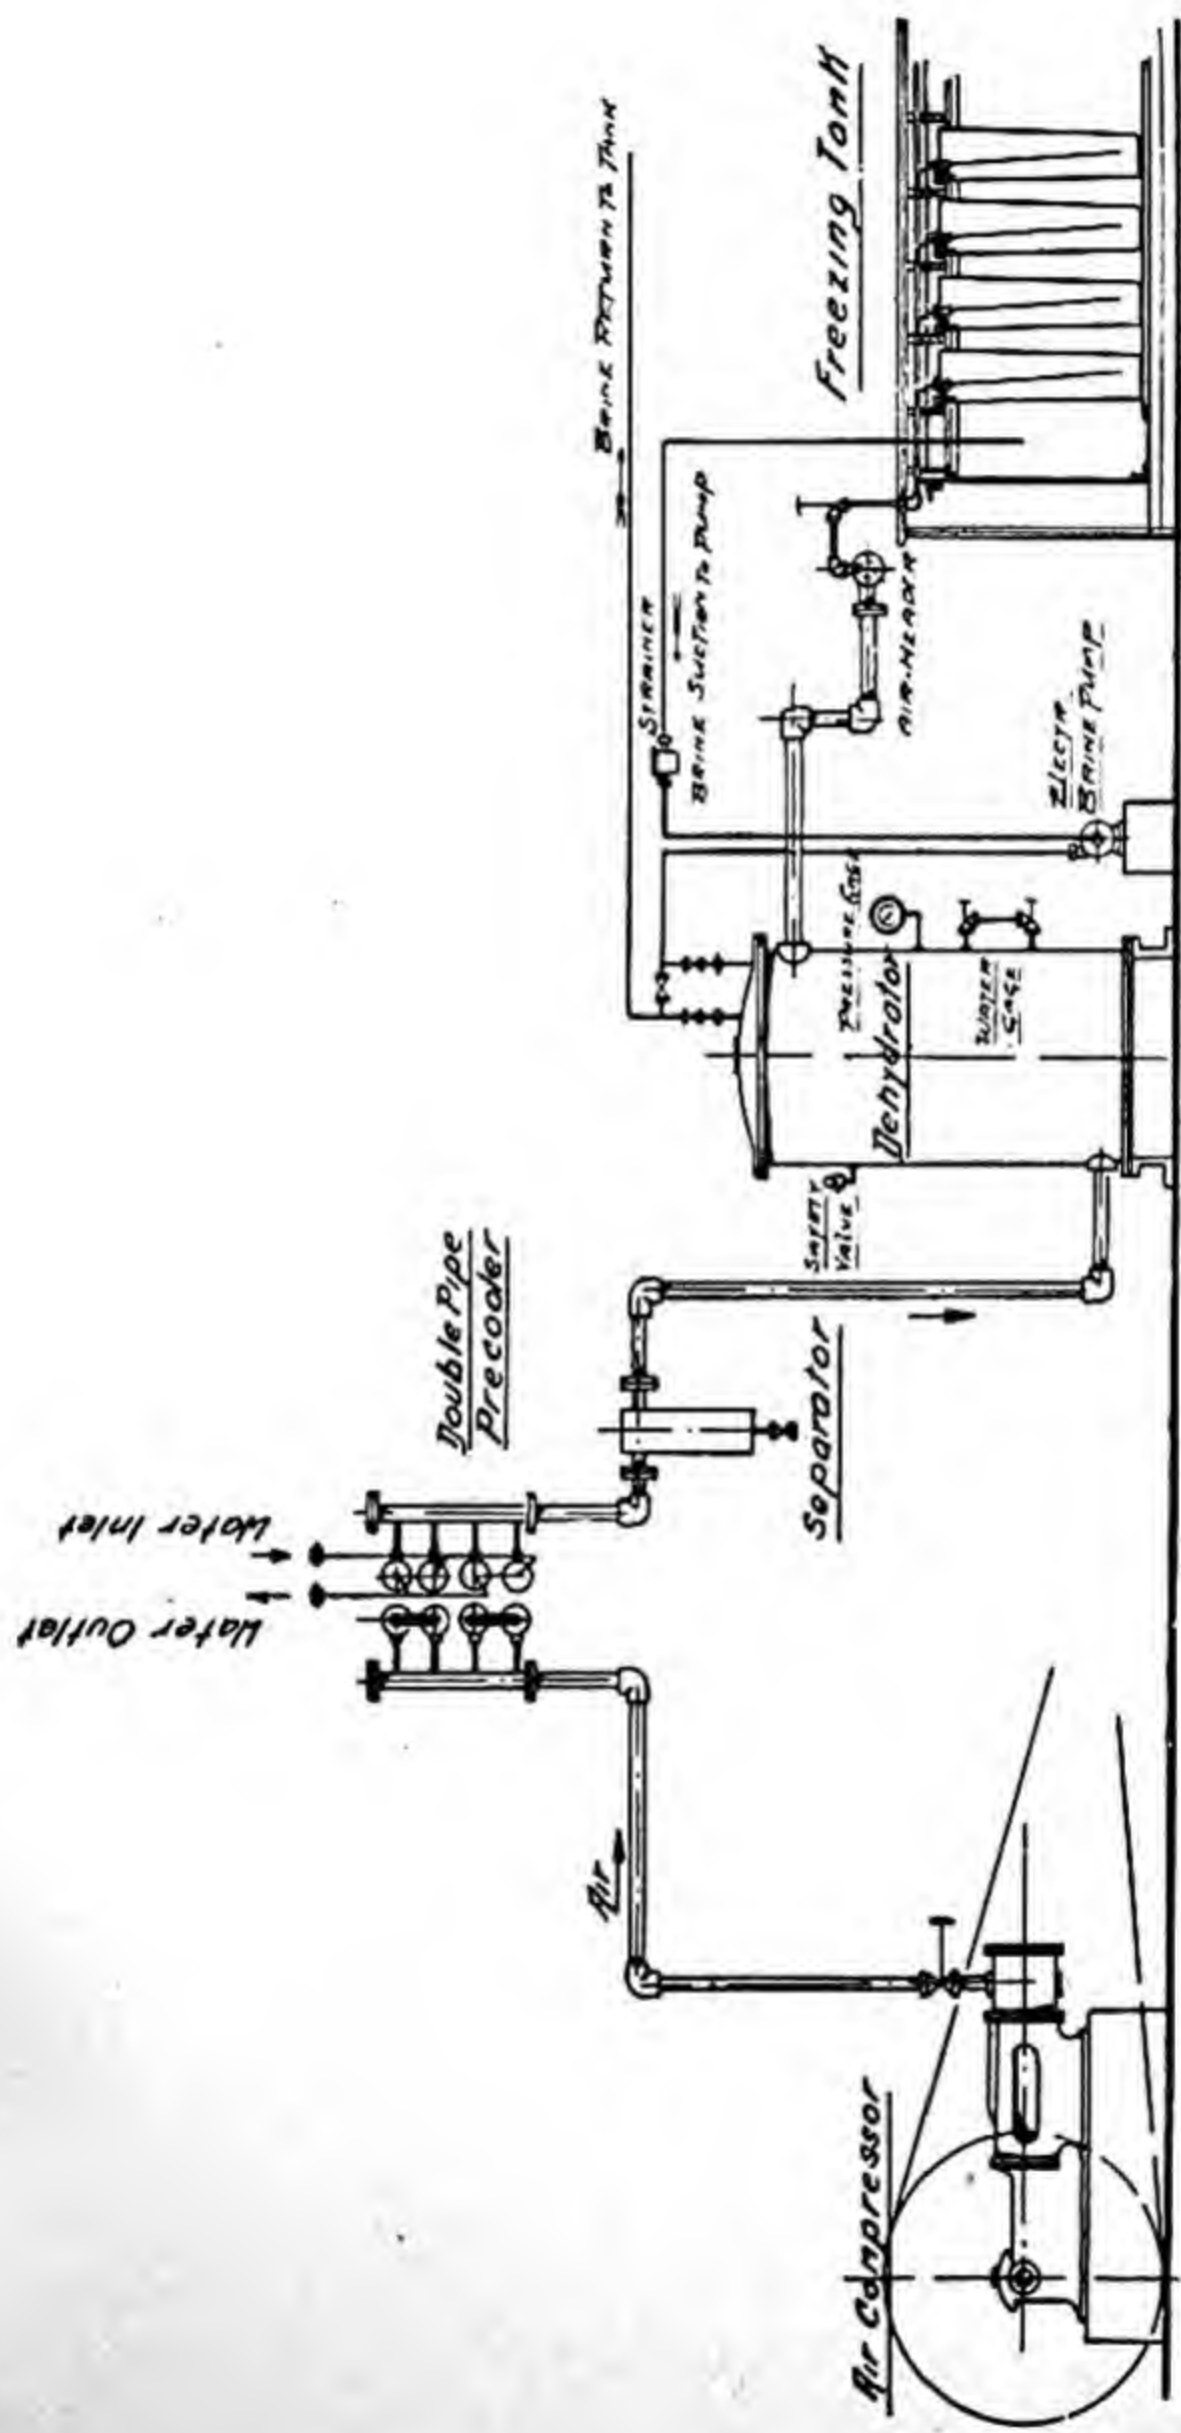 Water Outlet
Water Inlet
Double Pipe
Precooler
Air
Air Compressor
Separator
SAFETY
VALVE
Dehydrator
PRESSURE GAGE
WATER
GAGE
BRINE RETURN TO TANK
STRAINER
BRINE SUCTION TO PUMP
AIR-HEADER
ELECTR.
BRINE PUMP
Freezing Tank